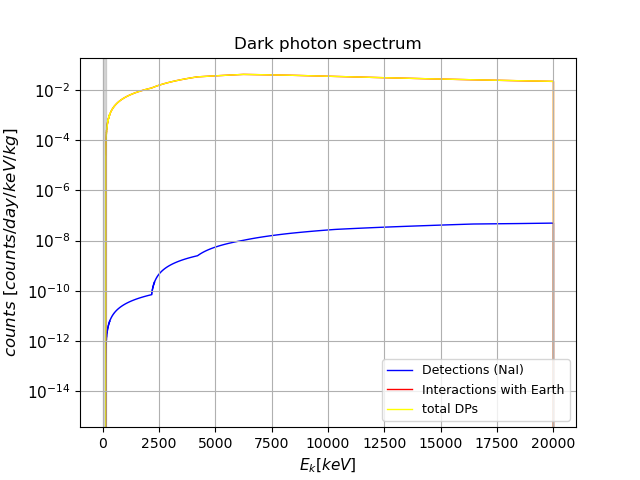 Dark photon spectrum
counts [counts/day/keV/kg]
10⁻²
10⁻⁴
10⁻⁶
10⁻⁸
10⁻¹⁰
10⁻¹²
10⁻¹⁴
Detections (NaI)
Interactions with Earth
total DPs
0 2500 5000 7500 10000 12500 15000 17500 20000
Eₖ[keV]